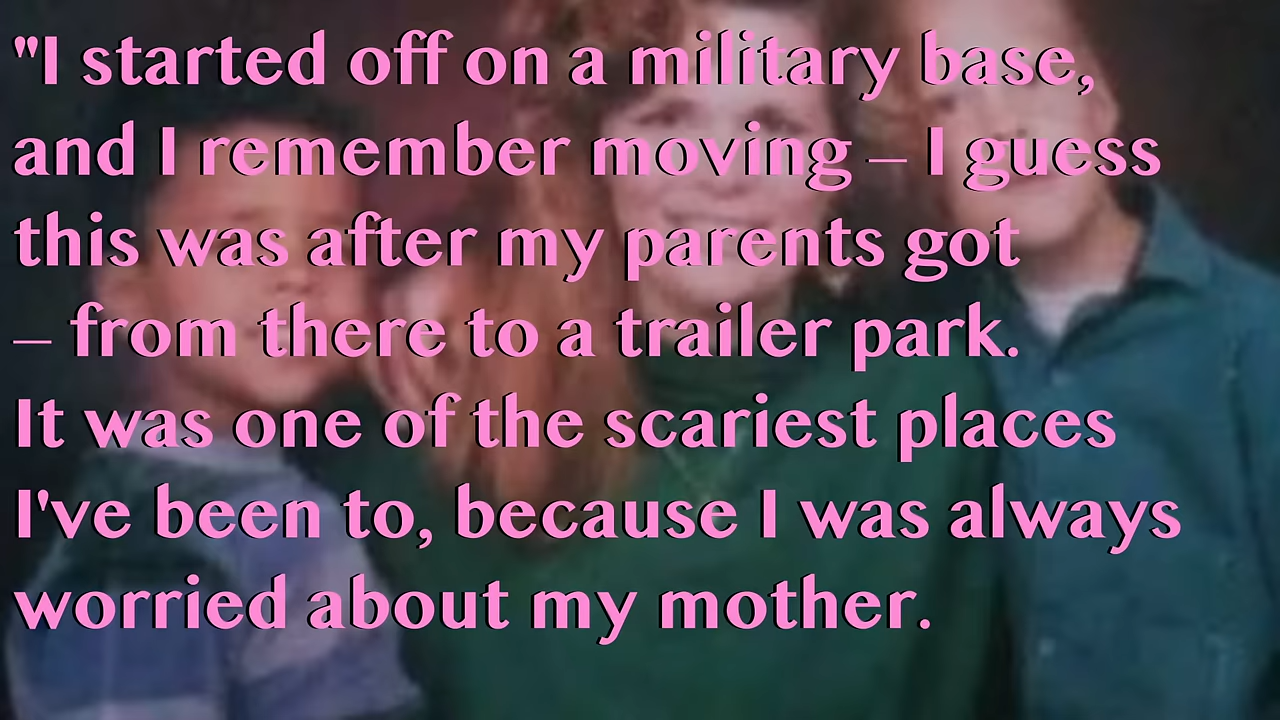 "I started off on a military base,
and I remember moving – I guess
this was after my parents got
– from there to a trailer park.
It was one of the scariest places
I've been to, because I was always
worried about my mother.